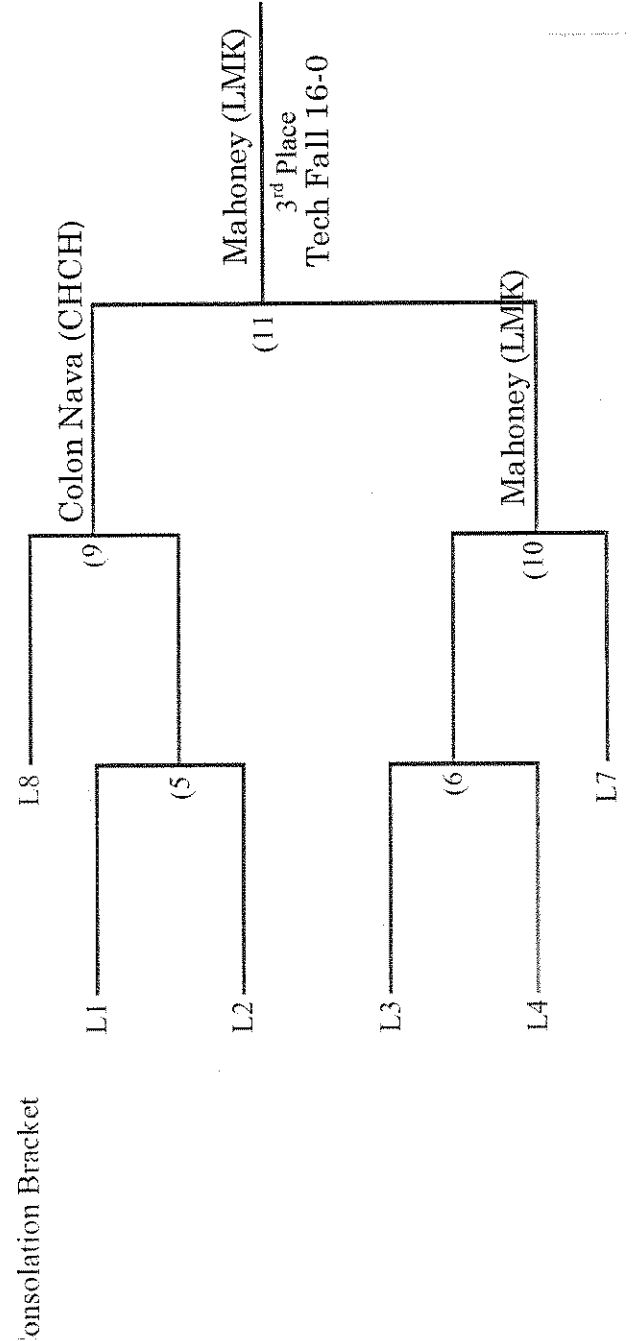 onsolation Bracket
L8
Colon Nava (CHCH)
(9
L1
(5
L2
Mahoney (LMK)
3rd Place
Tech Fall 16-0
(11
L3
(6
L4
Mahoney (LMK)
(10
L7